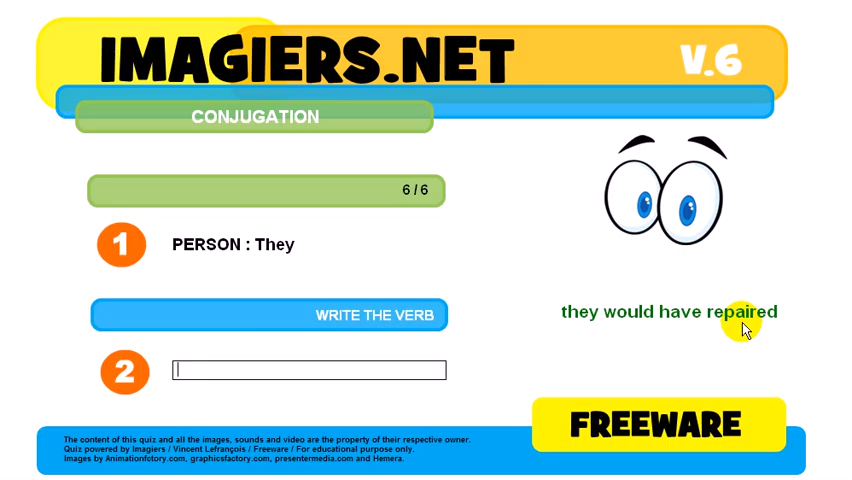 IMAGIERS.NET
V.6
CONJUGATION
6 / 6
1
PERSON : They
WRITE THE VERB
they would have repaired
2
FREEWARE
The content of this quiz and all the images, sounds and video are the property of their respective owner.
Quiz powered by Imagiers / Vincent Lefrançois / Freeware / For educational purpose only.
Images by Animationfctory.com, graphicsfactory.com, presentermedia.com and Hemera.